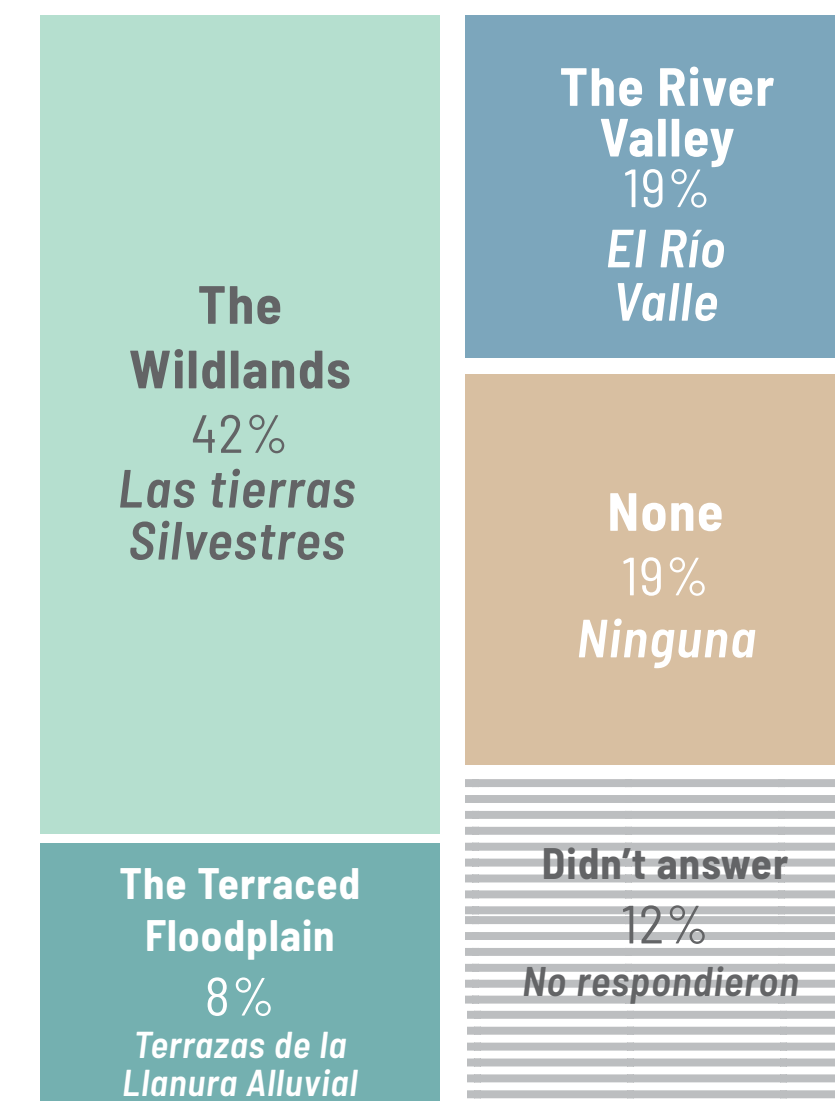 The
Wildlands
42%
Las tierras
Silvestres
The Terraced
Floodplain
8%
Terrazas de la
Llanura Alluvial
The River
Valley
19%
El Río
Valle
None
19%
Ninguna
Didn’t answer
12%
No respondieron